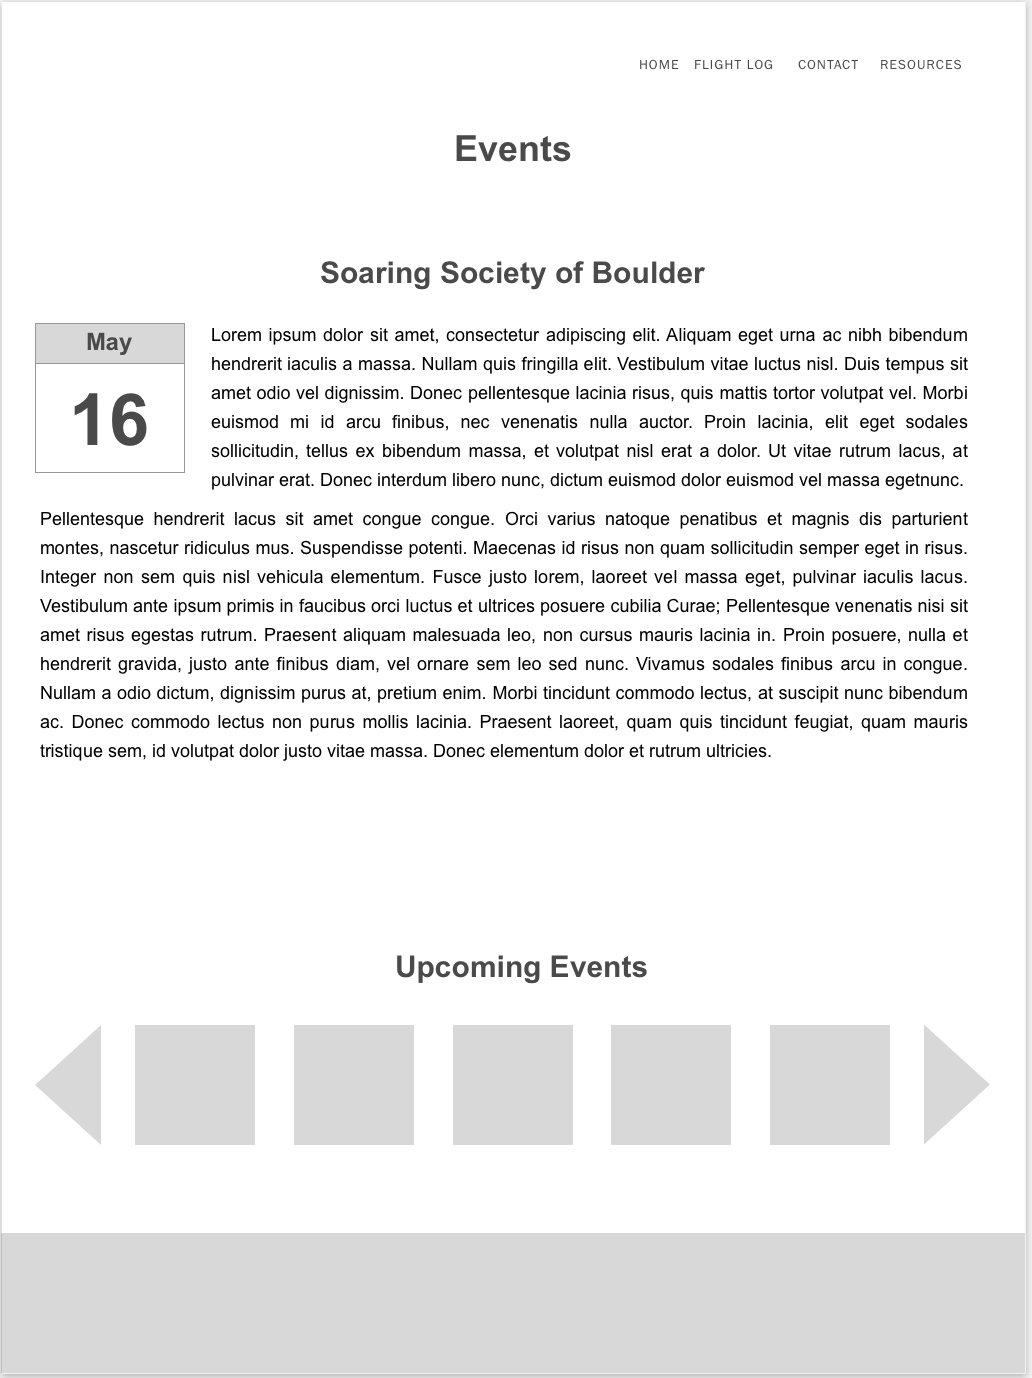 HOME FLIGHT LOG CONTACT RESOURCES
Events
Soaring Society of Boulder
May
16
Lorem ipsum dolor sit amet, consectetur adipiscing elit. Aliquam eget urna ac nibh bibendum
hendrerit iaculis a massa. Nullam quis fringilla elit. Vestibulum vitae luctus nisl. Duis tempus sit
amet odio vel dignissim. Donec pellentesque lacinia risus, quis mattis tortor volutpat vel. Morbi
euismod mi id arcu finibus, nec venenatis nulla auctor. Proin lacinia, elit eget sodales
sollicitudin, tellus ex bibendum massa, et volutpat nisl erat a dolor. Ut vitae rutrum lacus, at
pulvinar erat. Donec interdum libero nunc, dictum euismod dolor euismod vel massa egetnunc.
Pellentesque hendrerit lacus sit amet congue congue. Orci varius natoque penatibus et magnis dis parturient
montes, nascetur ridiculus mus. Suspendisse potenti. Maecenas id risus non quam sollicitudin semper eget in risus.
Integer non sem quis nisl vehicula elementum. Fusce justo lorem, laoreet vel massa eget, pulvinar iaculis lacus.
Vestibulum ante ipsum primis in faucibus orci luctus et ultrices posuere cubilia Curae; Pellentesque venenatis nisi sit
amet risus egestas rutrum. Praesent aliquam malesuada leo, non cursus mauris lacinia in. Proin posuere, nulla et
hendrerit gravida, justo ante finibus diam, vel ornare sem leo sed nunc. Vivamus sodales finibus arcu in congue.
Nullam a odio dictum, dignissim purus at, pretium enim. Morbi tincidunt commodo lectus, at suscipit nunc bibendum
ac. Donec commodo lectus non purus mollis lacinia. Praesent laoreet, quam quis tincidunt feugiat, quam mauris
tristique sem, id volutpat dolor justo vitae massa. Donec elementum dolor et rutrum ultricies.
Upcoming Events